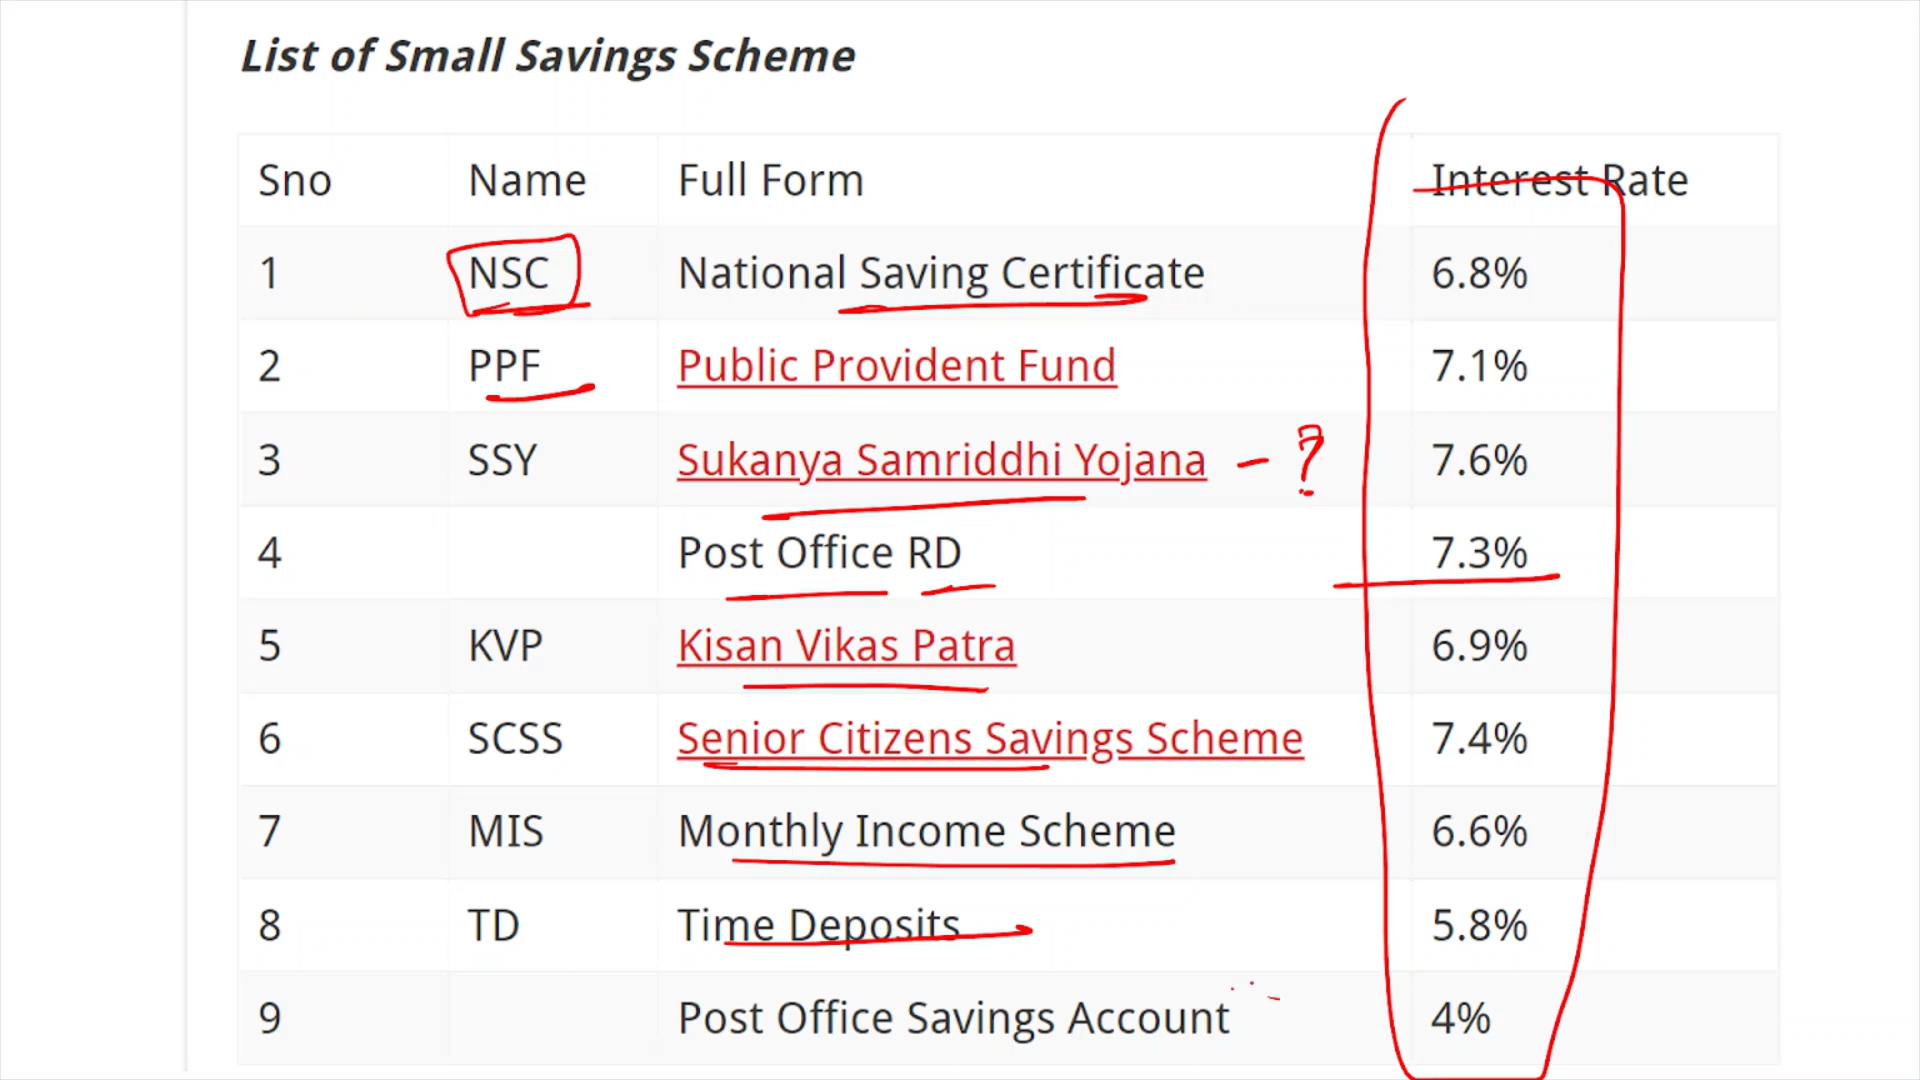 List of Small Savings Scheme
Sno Name Full Form Interest Rate
1 NSC National Saving Certificate 6.8%
2 PPF Public Provident Fund 7.1%
3 SSY Sukanya Samriddhi Yojana - ? 7.6%
4 Post Office RD 7.3%
5 KVP Kisan Vikas Patra 6.9%
6 SCSS Senior Citizens Savings Scheme 7.4%
7 MIS Monthly Income Scheme 6.6%
8 TD Time Deposits 5.8%
9 Post Office Savings Account 4%